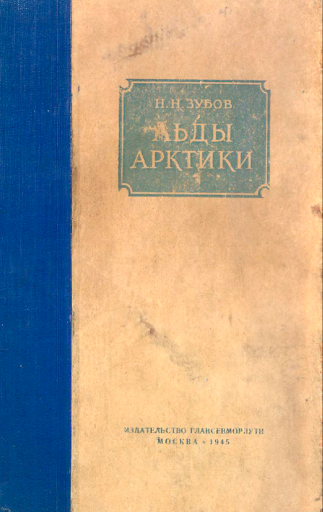 Н. Н. ЗУБОВ
ЛЬДЫ
АРКТИКИ
ИЗДАТЕЛЬСТВО ГЛАВСЕВМОРПУТИ
МОСКВА • 1945